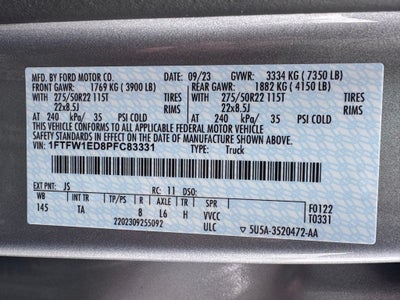 MFD. BY FORD MOTOR CO. 09/23 GVWR: 3334 KG ( 7350 LB)
FRONT GAWR: 1769 KG ( 3900 LB) REAR GAWR: 1882 KG ( 4150 LB)
WITH 275/50R22 115T TIRES WITH 275/50R22 115T TIRES
22x8.5J RIMS 22x8.5J RIMS
AT 240 kPa/ 35 PSI COLD AT 240 kPa/ 35 PSI COLD
THIS VEHICLE CONFORMS TO ALL APPLICABLE FEDERAL MOTOR VEHICLE
SAFETY STANDARDS IN EFFECT ON THE DATE OF MANUFACTURE SHOWN ABOVE.
VIN: 1FTFW1ED8PFC83331 TYPE: Truck
EXT PNT: JS RC: 11 DSO:
WB INT TR TP/PS R AXLE TR SPR F0122
145 TA 8 L6 H VVCC T0331
2202309255092 ULC 5U5A-3520472-AA